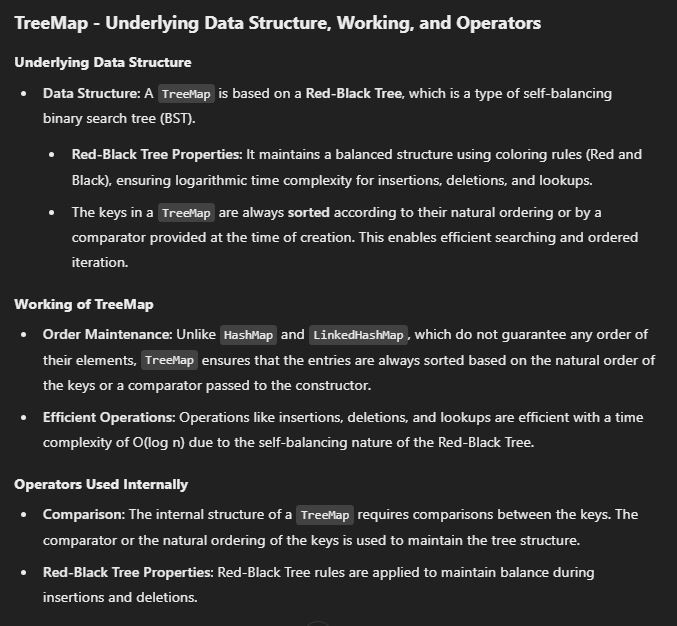 TreeMap - Underlying Data Structure, Working, and Operators
Underlying Data Structure
• Data Structure: A TreeMap is based on a Red-Black Tree, which is a type of self-balancing
binary search tree (BST).
• Red-Black Tree Properties: It maintains a balanced structure using coloring rules (Red and
Black), ensuring logarithmic time complexity for insertions, deletions, and lookups.
• The keys in a TreeMap are always sorted according to their natural ordering or by a
comparator provided at the time of creation. This enables efficient searching and ordered
iteration.
Working of TreeMap
• Order Maintenance: Unlike HashMap and LinkedHashMap, which do not guarantee any order of
their elements, TreeMap ensures that the entries are always sorted based on the natural order of
the keys or a comparator passed to the constructor.
• Efficient Operations: Operations like insertions, deletions, and lookups are efficient with a time
complexity of O(log n) due to the self-balancing nature of the Red-Black Tree.
Operators Used Internally
• Comparison: The internal structure of a TreeMap requires comparisons between the keys. The
comparator or the natural ordering of the keys is used to maintain the tree structure.
• Red-Black Tree Properties: Red-Black Tree rules are applied to maintain balance during
insertions and deletions.